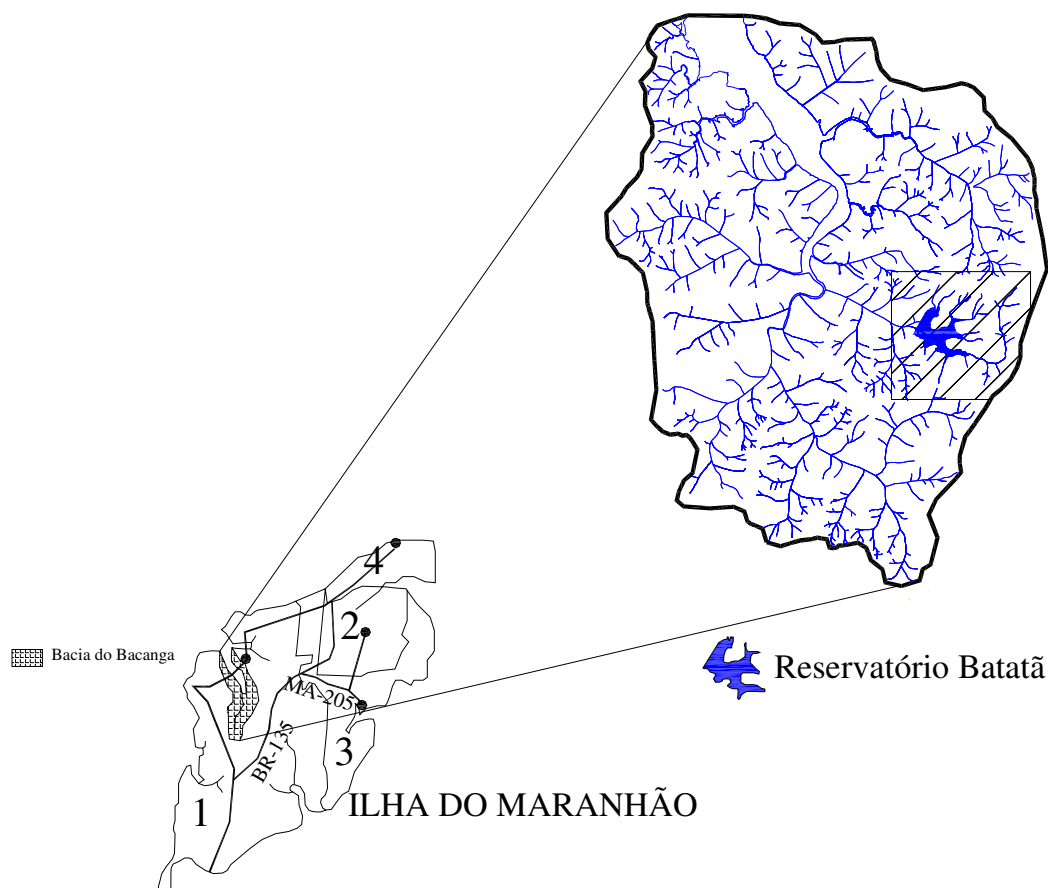 4
2
Bacia do Bacanga
Reservatório Batatã
MA-205
BR-135
3
1
ILHA DO MARANHÃO